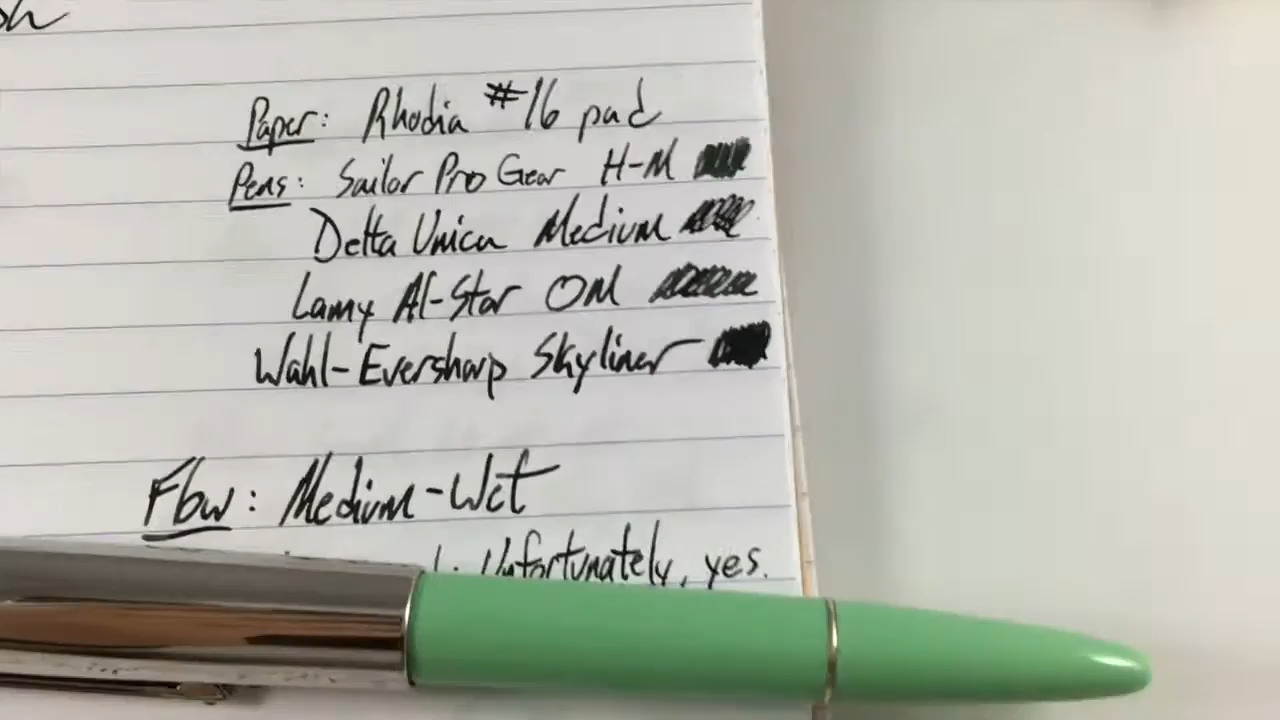 Paper: Rhodia #16 pad
Pens: Sailor Pro Gear H-M
Delta Unica Medium
Lamy Al-Star OM
Wahl-Eversharp Skyliner
Flow: Medium-Wet
Unfortunately, yes.